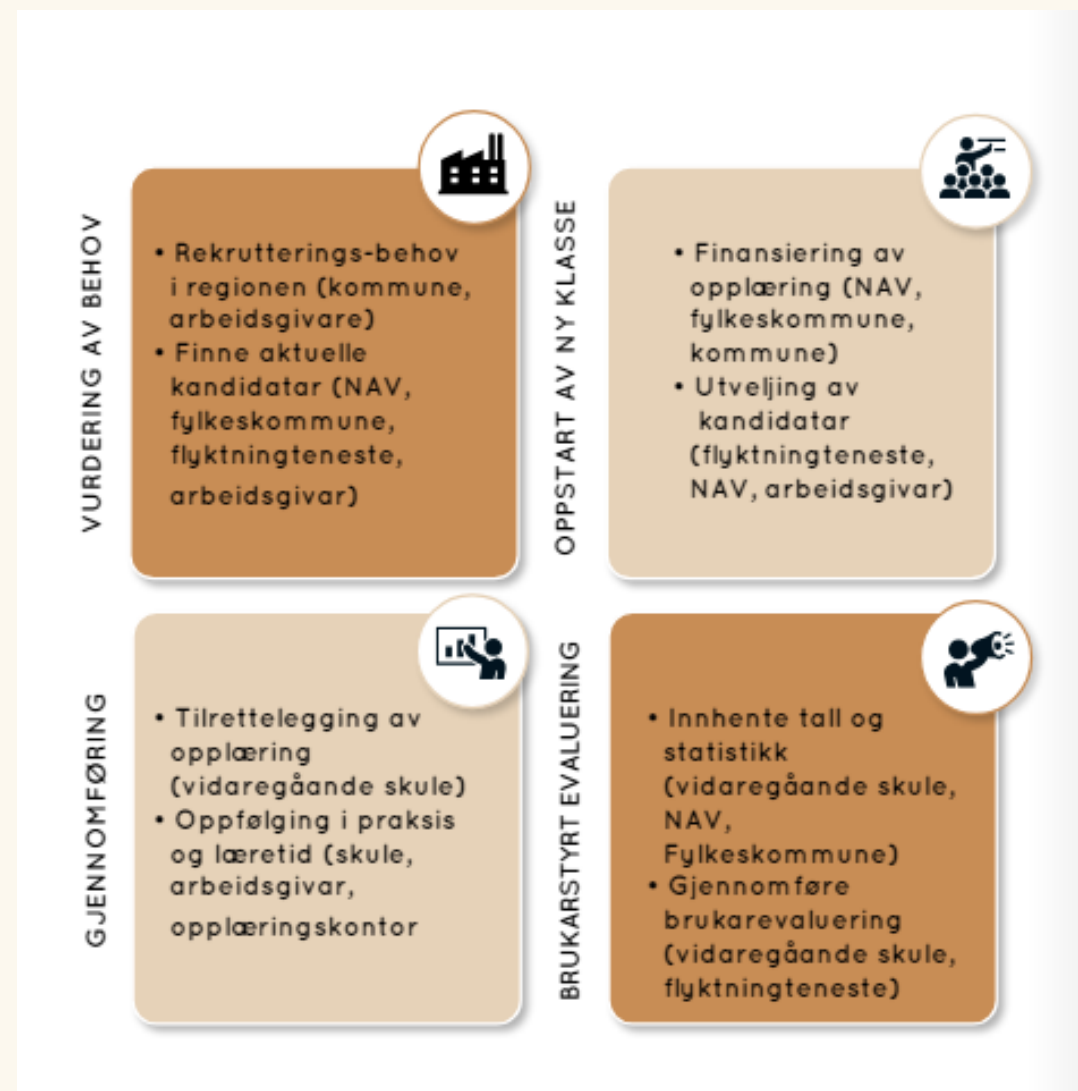 VURDERING AV BEHOV
• Rekrutterings-behov
i regionen (kommune,
arbeidsgivare)
• Finne aktuelle
kandidatar (NAV,
fylkeskommune,
flyktningteneste,
arbeidsgivar)
OPPSTART AV NY KLASSE
• Finansiering av
opplæring (NAV,
fylkeskommune,
kommune)
• Utveljing av
kandidatar
(flyktningteneste,
NAV, arbeidsgivar)
GJENNOMFØRING
• Tilrettelegging av
opplæring
(vidaregåande skule)
• Oppfølging i praksis
og læretid (skule,
arbeidsgivar,
opplæringskontor
BRUKARSTYRT EVALUERING
• Innhente tall og
statistikk
(vidaregåande skule,
NAV,
Fylkeskommune)
• Gjennomføre
brukarevaluering
(vidaregåande skule,
flyktningteneste)